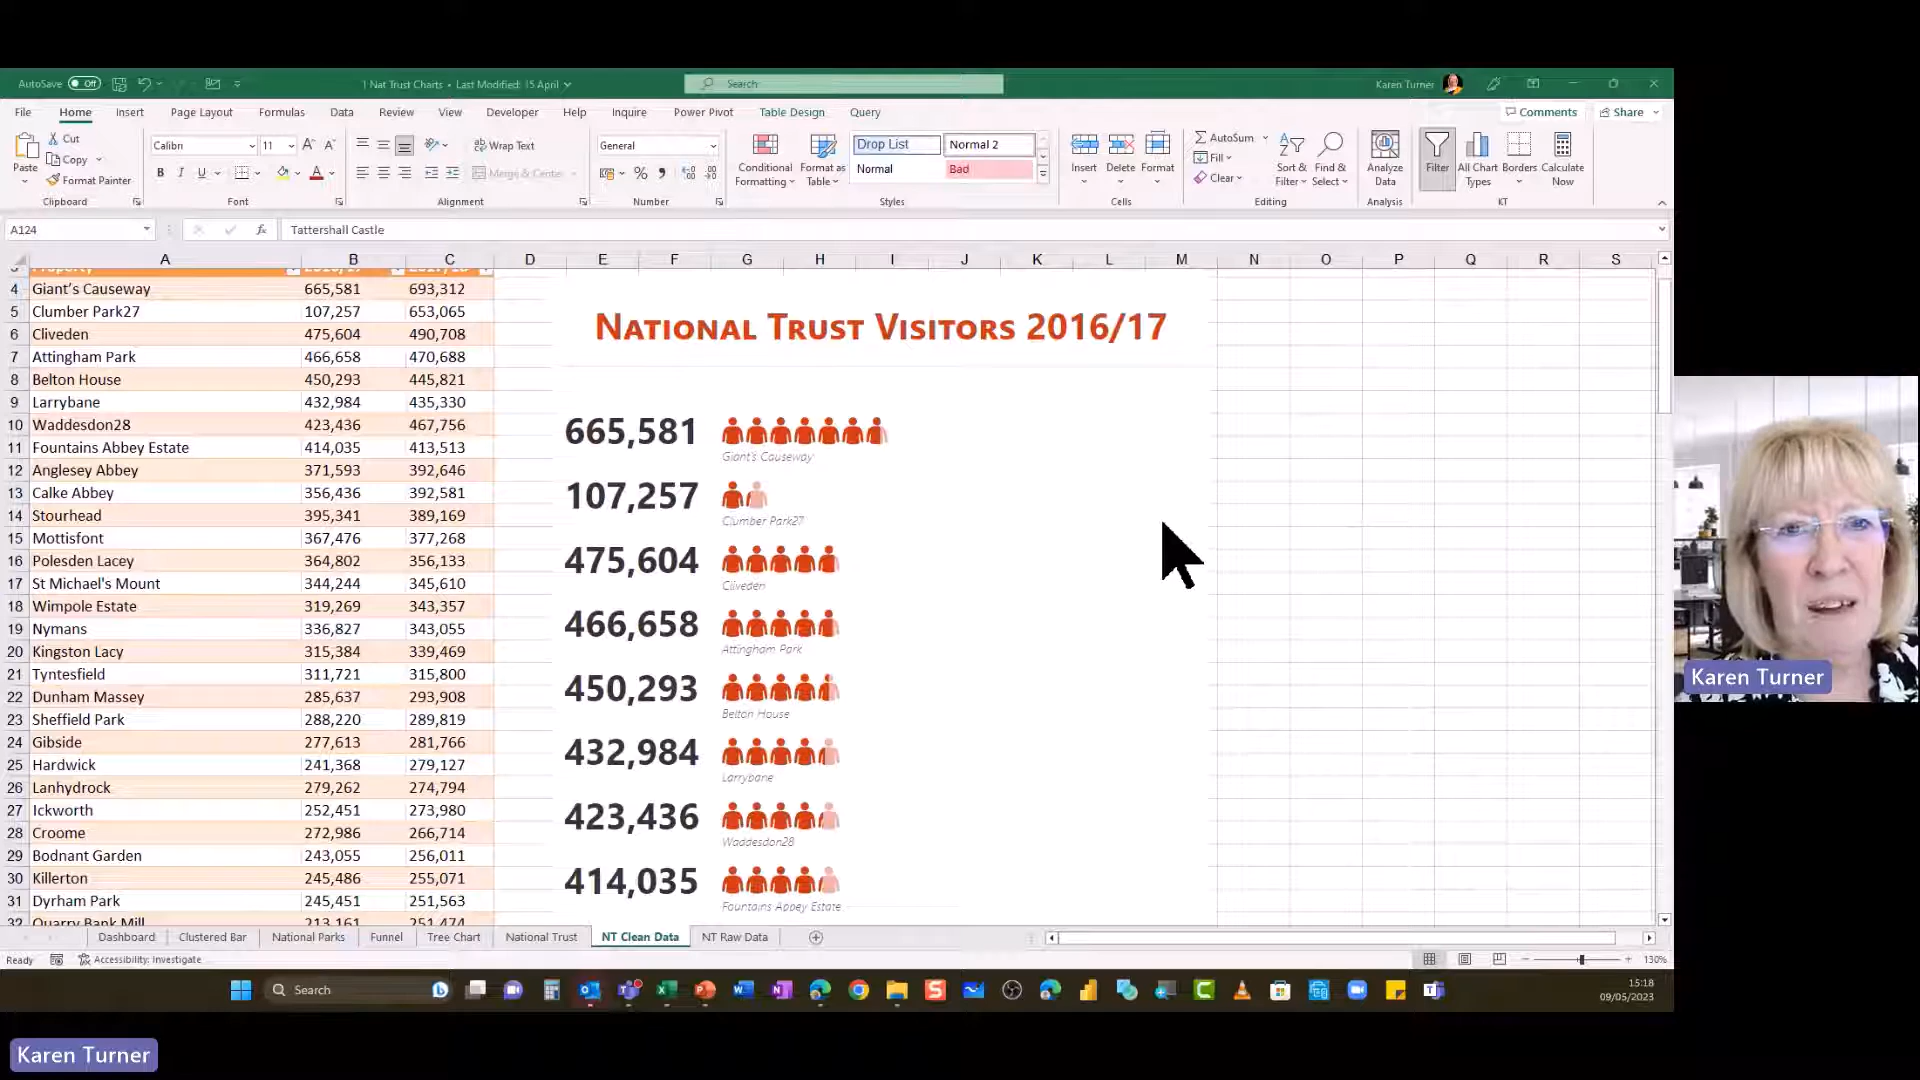 AutoSave Off
1 Nat Trust Charts • Last Modified: 15 April
Search
Karen Turner
File Home Insert Page Layout Formulas Data Review View Developer Help Inquire Power Pivot Table Design Query
Comments Share
Paste
Cut
Copy
Format Painter
Clipboard
Calibri 11
B I U
Font
Wrap Text
Merge & Center
Alignment
General
Number
Conditional Formatting
Format as Table
Drop List Normal 2
Normal Bad
Styles
Insert Delete Format
Cells
AutoSum
Fill
Clear
Sort & Filter
Find & Select
Editing
Analyze Data
Analysis
Filter
All Chart Types
Borders
Calculate Now
KT
A124 fx Tattershall Castle
A B C D E F G H I J K L M N O P Q R S
3 Property 2016/17 2017/18
4 Giant’s Causeway 665,581 693,312
5 Clumber Park27 107,257 653,065
6 Cliveden 475,604 490,708
7 Attingham Park 466,658 470,688
8 Belton House 450,293 445,821
9 Larrybane 432,984 435,330
10 Waddesdon28 423,436 467,756
11 Fountains Abbey Estate 414,035 413,513
12 Anglesey Abbey 371,593 392,646
13 Calke Abbey 356,436 392,581
14 Stourhead 395,341 389,169
15 Mottisfont 367,476 377,268
16 Polesden Lacey 364,802 356,133
17 St Michael's Mount 344,244 345,610
18 Wimpole Estate 319,269 343,357
19 Nymans 336,827 343,055
20 Kingston Lacy 315,384 339,469
21 Tyntesfield 311,721 315,800
22 Dunham Massey 285,637 293,908
23 Sheffield Park 288,220 289,819
24 Gibside 277,613 281,766
25 Hardwick 241,368 279,127
26 Lanhydrock 279,262 274,794
27 Ickworth 252,451 273,980
28 Croome 272,986 266,714
29 Bodnant Garden 243,055 256,011
30 Killerton 245,486 255,071
31 Dyrham Park 245,451 251,563
32 Quarry Bank Mill 213,161 251,474
National Trust Visitors 2016/17
665,581
Giant's Causeway
107,257
Clumber Park27
475,604
Cliveden
466,658
Attingham Park
450,293
Belton House
432,984
Larrybane
423,436
Waddesdon28
414,035
Fountains Abbey Estate
Karen Turner
Dashboard Clustered Bar National Parks Funnel Tree Chart National Trust NT Clean Data NT Raw Data
Ready Accessibility: Investigate 130%
Search
15:18
09/05/2023
Karen Turner